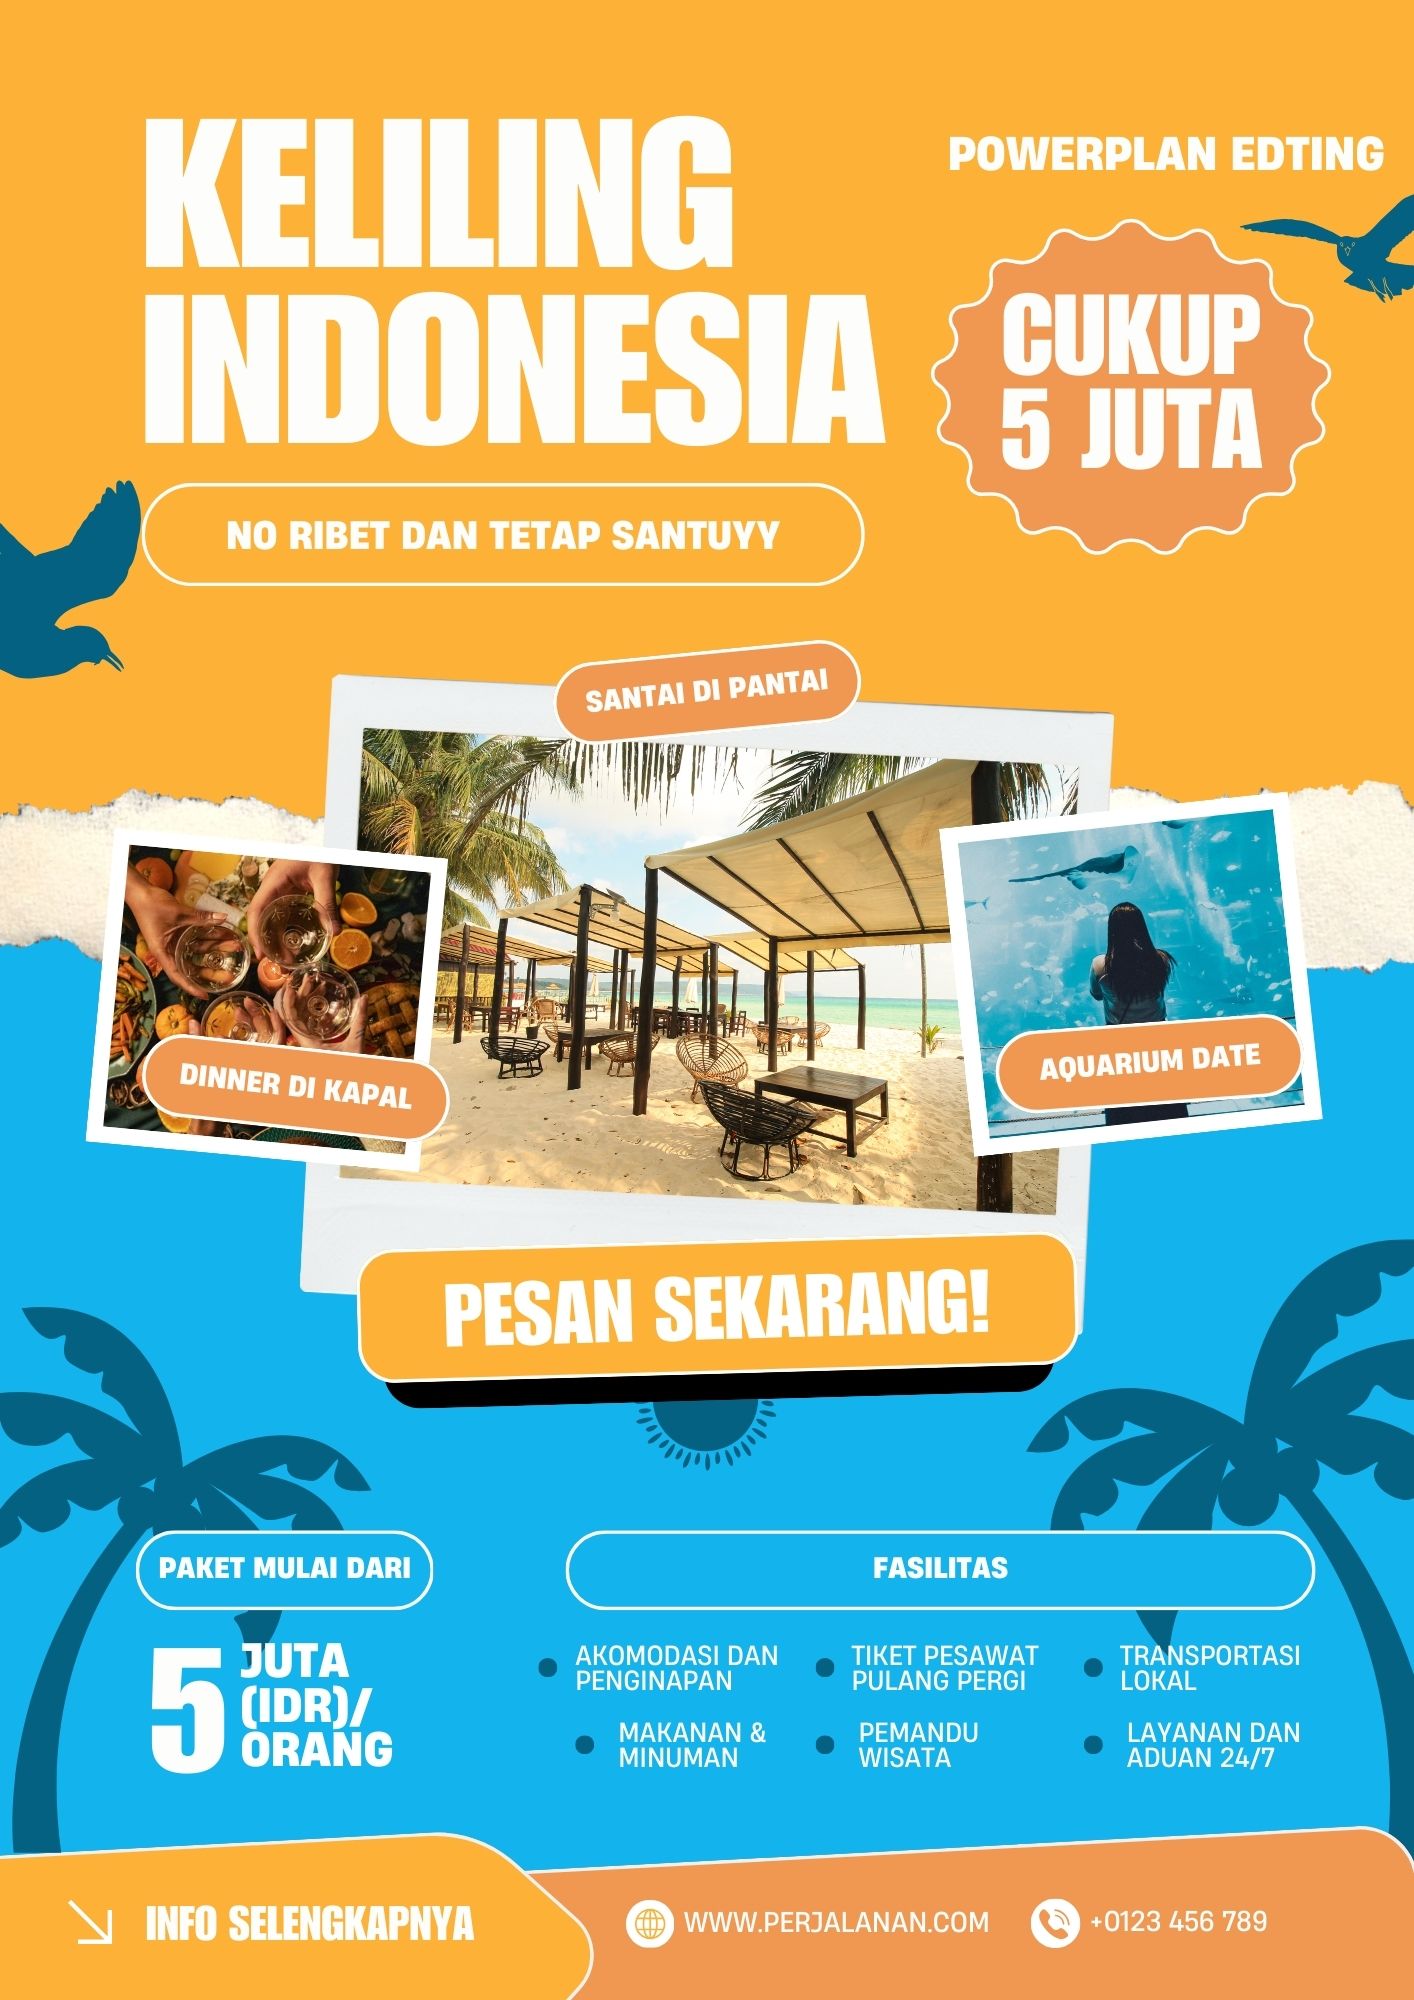 KELILING
INDONESIA
POWERPLAN EDTING
CUKUP
5 JUTA
NO RIBET DAN TETAP SANTUYY
SANTAI DI PANTAI
DINNER DI KAPAL
AQUARIUM DATE
PESAN SEKARANG!
PAKET MULAI DARI
5 JUTA
(IDR)/
ORANG
FASILITAS
AKOMODASI DAN
PENGINAPAN
TIKET PESAWAT
PULANG PERGI
TRANSPORTASI
LOKAL
MAKANAN &
MINUMAN
PEMANDU
WISATA
LAYANAN DAN
ADUAN 24/7
INFO SELENGKAPNYA
WWW.PERJALANAN.COM
+0123 456 789